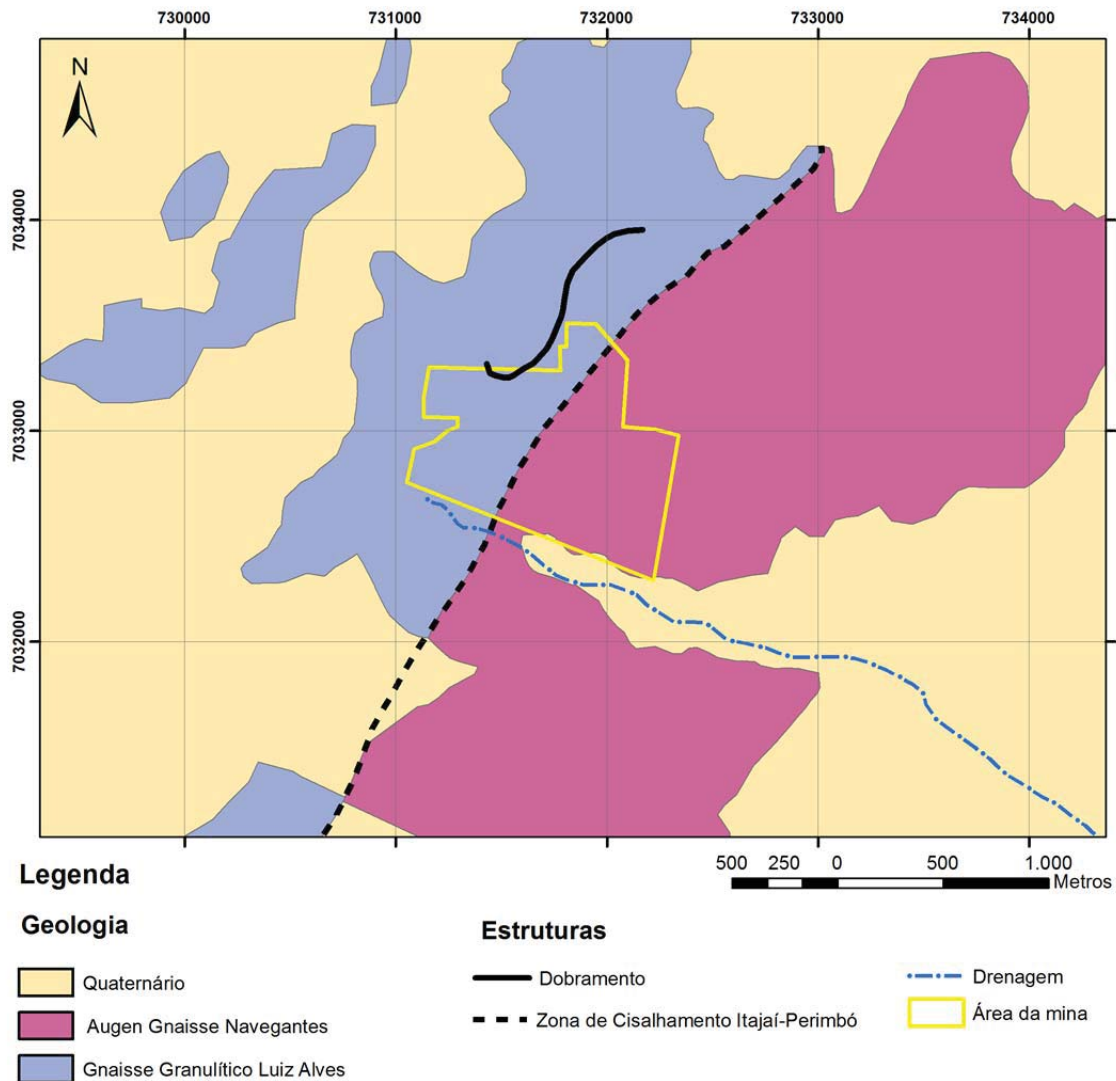 730000 731000 732000 733000 734000
N
7034000
7033000
7032000
500 250 0 500 1.000
Metros
Legenda
Geologia
Quaternário
Augen Gnaisse Navegantes
Gnaisse Granulítico Luiz Alves
Estruturas
Dobramento
Zona de Cisalhamento Itajaí-Perimbó
Drenagem
Área da mina